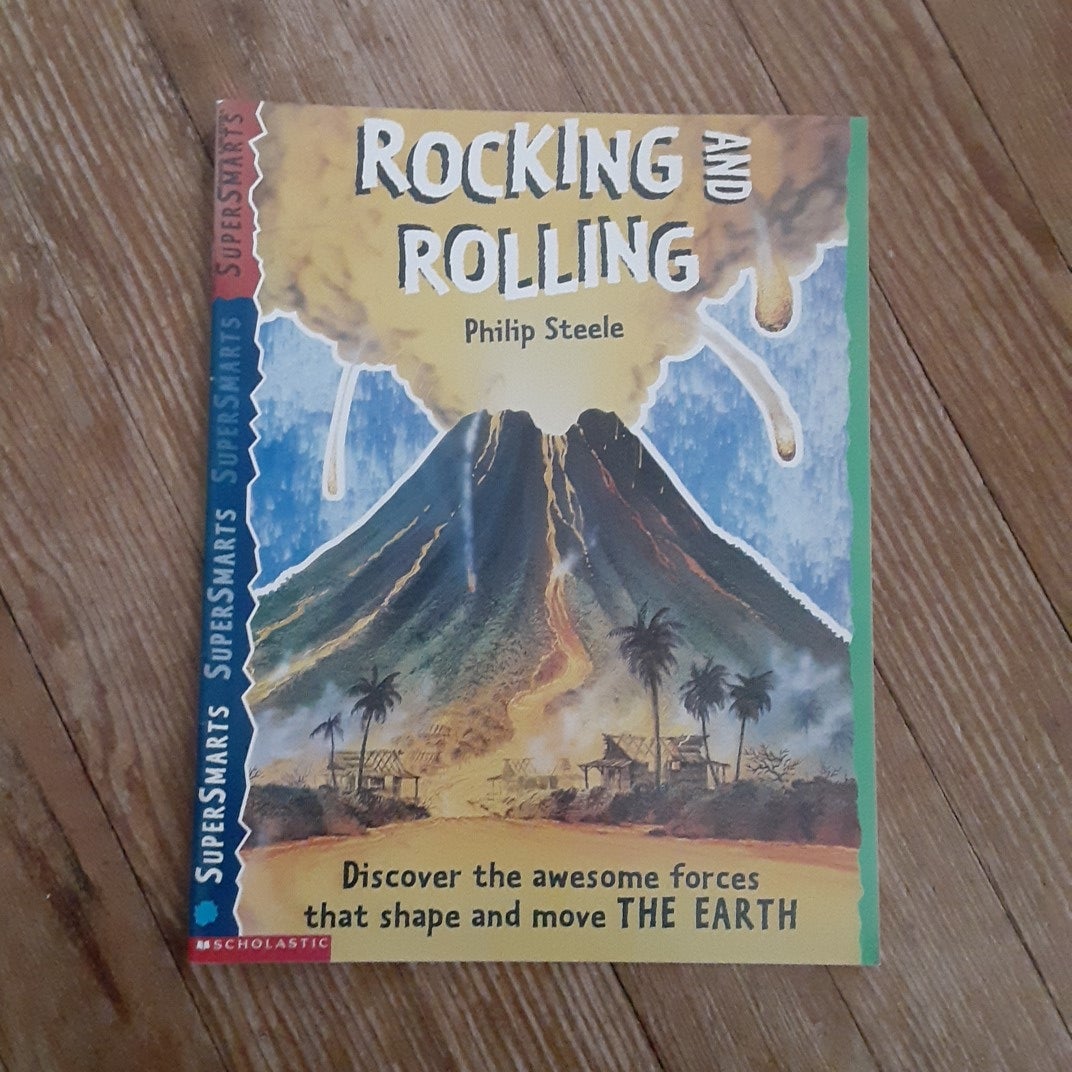 ROCKING AND
ROLLING
Philip Steele
SUPERSMARTS SUPERSMARTS SUPERSMARTS SUPERSMARTS
Discover the awesome forces
that shape and move THE EARTH
SCHOLASTIC